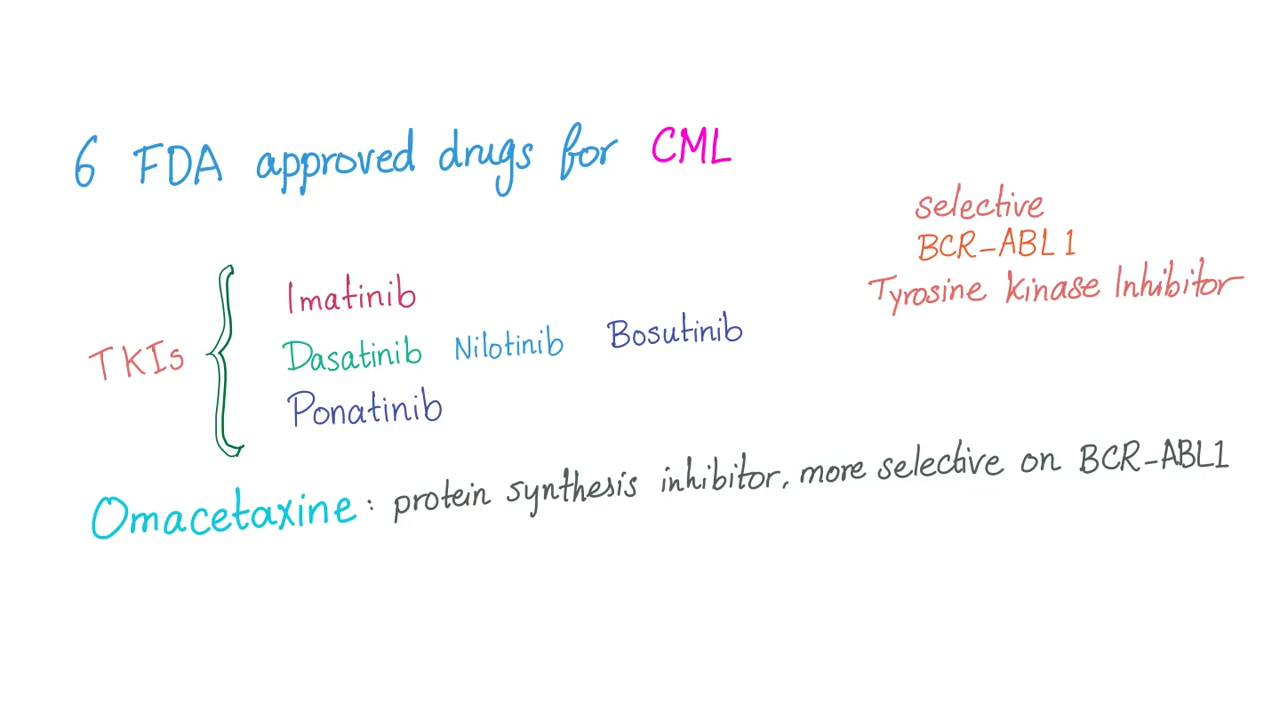 6 FDA approved drugs for CML
selective
BCR-ABL1
Tyrosine Kinase Inhibitor
TKIs
Imatinib
Dasatinib Nilotinib Bosutinib
Ponatinib
Omacetaxine: protein synthesis inhibitor, more selective on BCR-ABL1